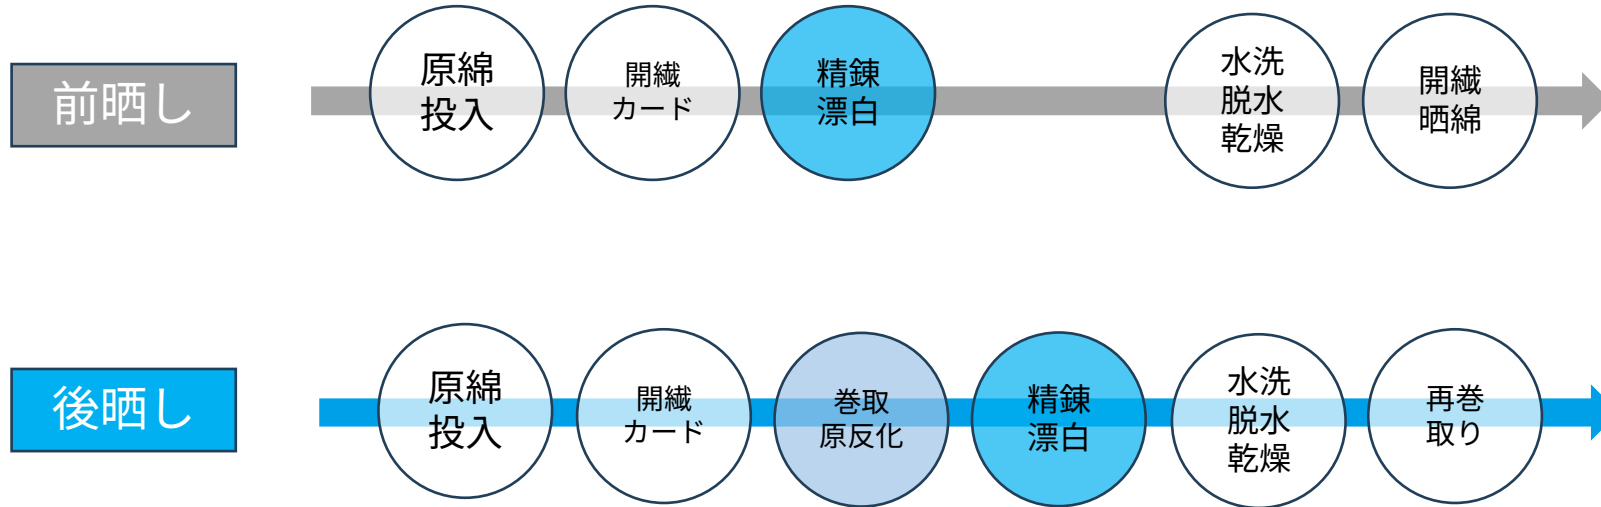 前晒し
原綿
投入
開繊
カード
精錬
漂白
水洗
脱水
乾燥
開繊
晒綿
後晒し
原綿
投入
開繊
カード
巻取
原反化
精錬
漂白
水洗
脱水
乾燥
再巻
取り